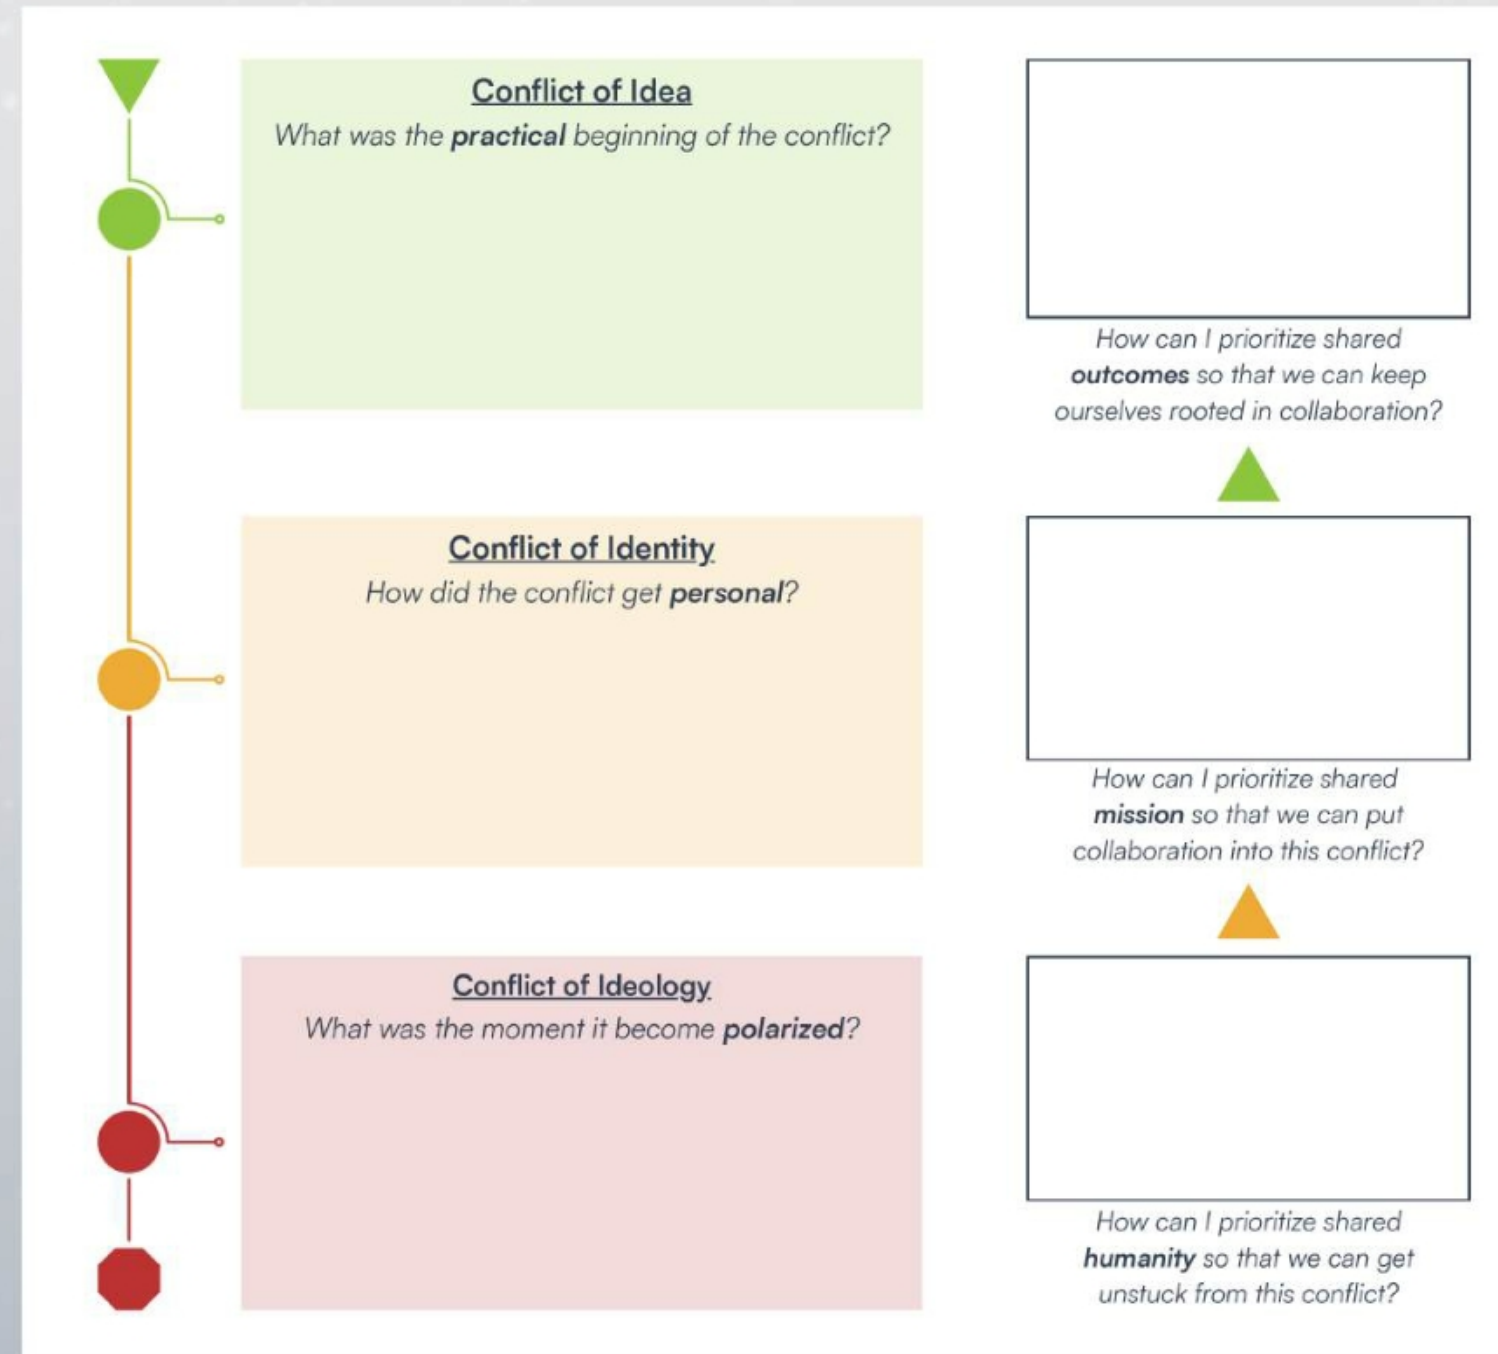 Conflict of Idea
What was the practical beginning of the conflict?
How can I prioritize shared
outcomes so that we can keep
ourselves rooted in collaboration?
Conflict of Identity
How did the conflict get personal?
How can I prioritize shared
mission so that we can put
collaboration into this conflict?
Conflict of Ideology
What was the moment it become polarized?
How can I prioritize shared
humanity so that we can get
unstuck from this conflict?